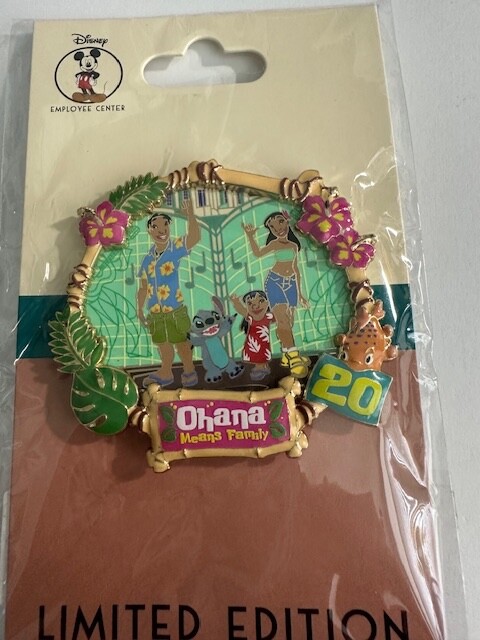 Disney
EMPLOYEE CENTER
20
Ohana
Means Family
LIMITED EDITION